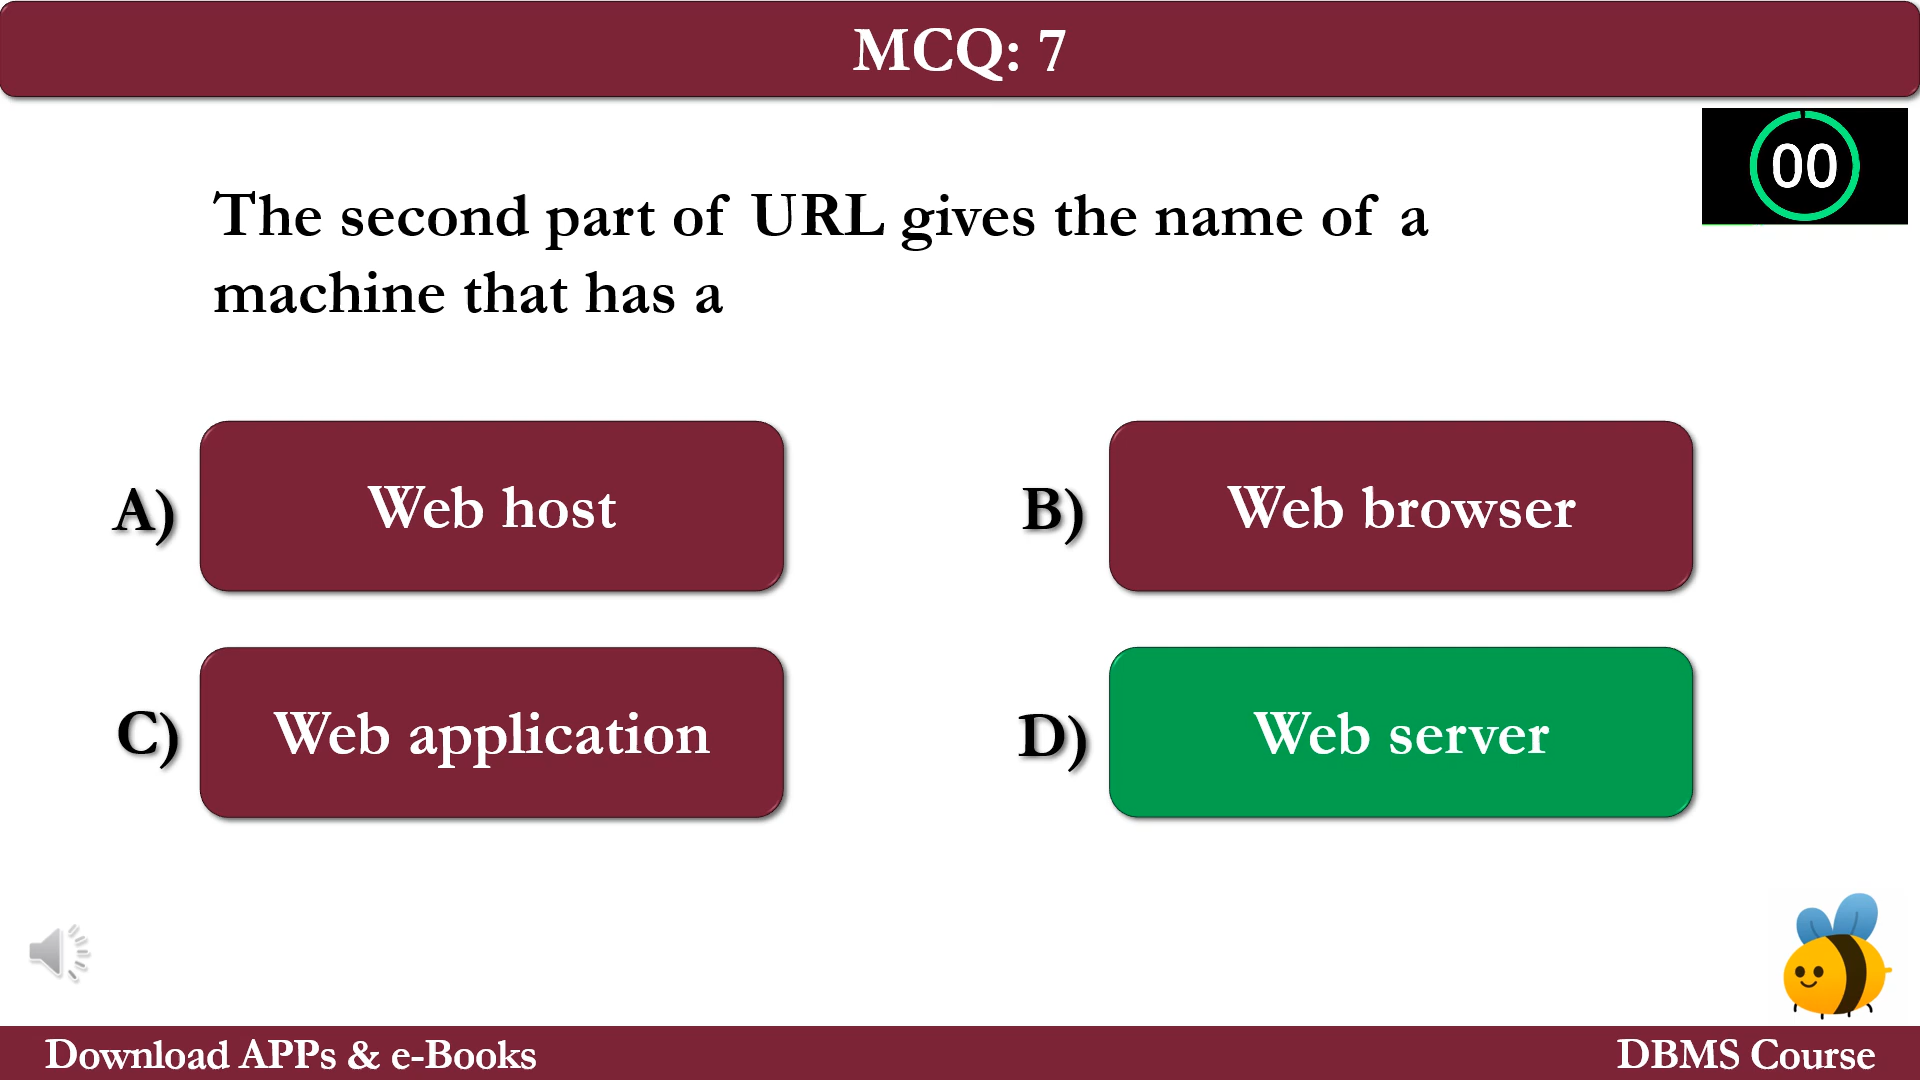 MCQ: 7
00
The second part of URL gives the name of a
machine that has a
A) Web host
B) Web browser
C) Web application
D) Web server
Download APPs & e-Books
DBMS Course